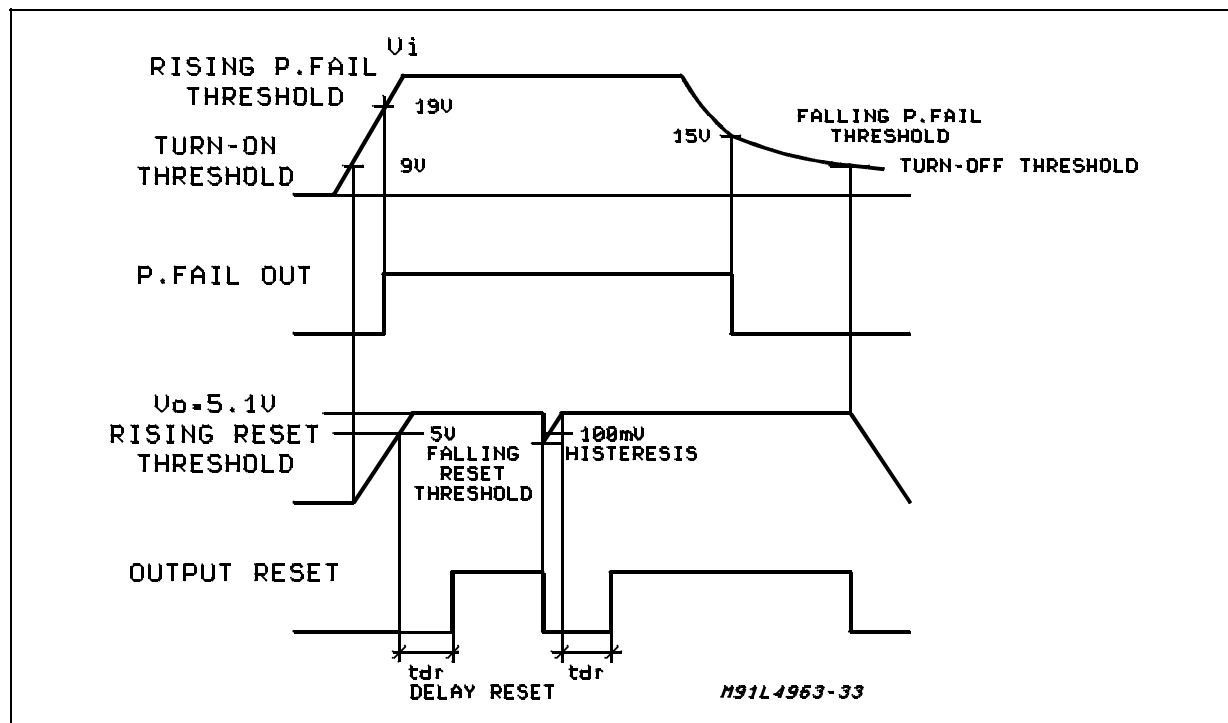 Vi
RISING P.FAIL
THRESHOLD
19V
TURN-ON
THRESHOLD
9V
15V
FALLING P.FAIL
THRESHOLD
TURN-OFF THRESHOLD
P.FAIL OUT
Vo=5.1V
RISING RESET
THRESHOLD
5V
FALLING
RESET
THRESHOLD
100mV
HISTERESIS
OUTPUT RESET
tdr
tdr
DELAY RESET
M91L4963-33